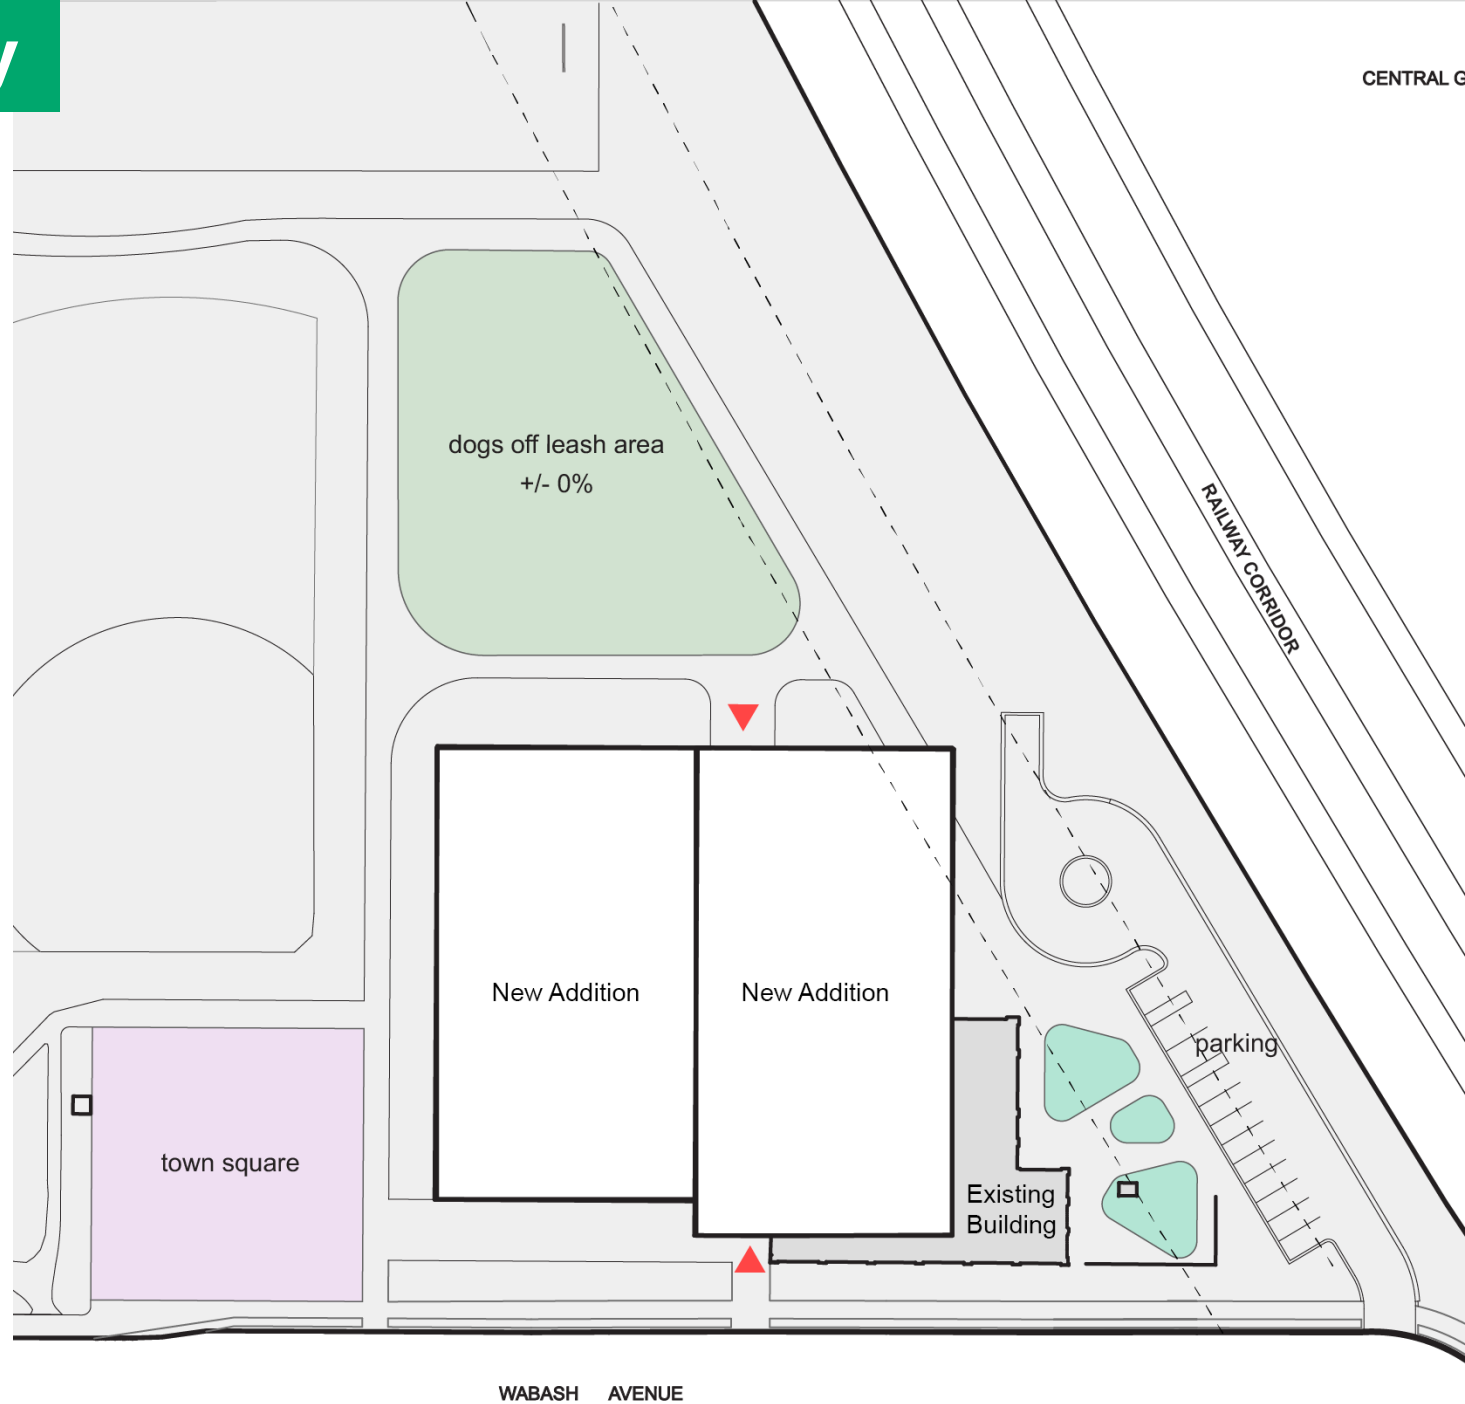 y
CENTRAL G
dogs off leash area
+/- 0%
RAILWAY CORRIDOR
New Addition
New Addition
parking
town square
Existing
Building
WABASH AVENUE